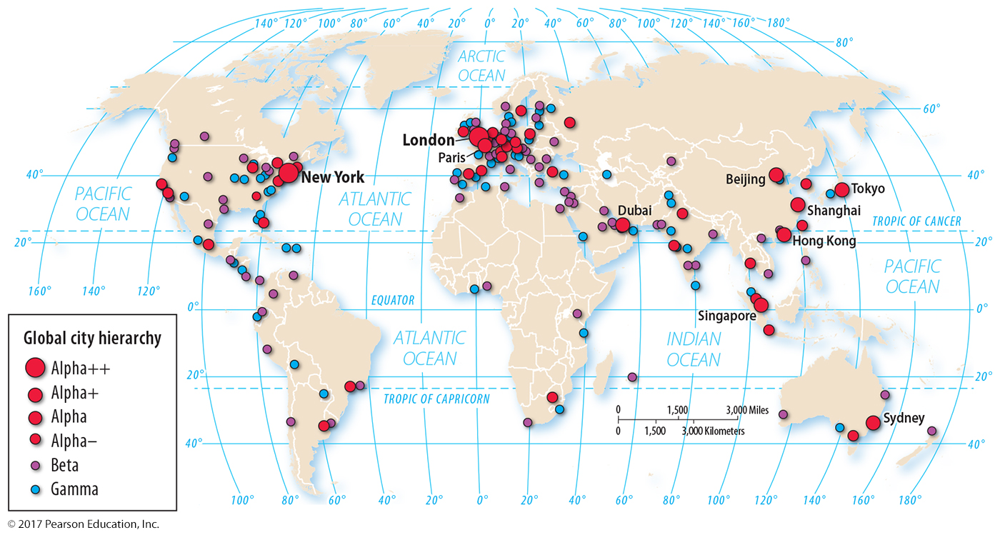 140° 120° 100° 80° 60° 40° 20° 0° 20° 40° 60° 80° 100° 120° 140° 160° 180°
80°
ARCTIC
OCEAN
60°
London
Paris
New York
40°
40°
Beijing
Tokyo
PACIFIC
OCEAN
ATLANTIC
OCEAN
Dubai
Shanghai
TROPIC OF CANCER
20°
Hong Kong
20°
PACIFIC
OCEAN
160° 140° 120°
EQUATOR
0°
0°
Singapore
ATLANTIC
OCEAN
INDIAN
OCEAN
20°
20°
TROPIC OF CAPRICORN
0 1,500 3,000 Miles
0 1,500 3,000 Kilometers
Sydney
40°
40°
100° 80° 60° 40° 20° 0° 20° 40° 60° 80° 100° 120° 140° 160° 180°
Global city hierarchy
Alpha++
Alpha+
Alpha
Alpha–
Beta
Gamma
© 2017 Pearson Education, Inc.